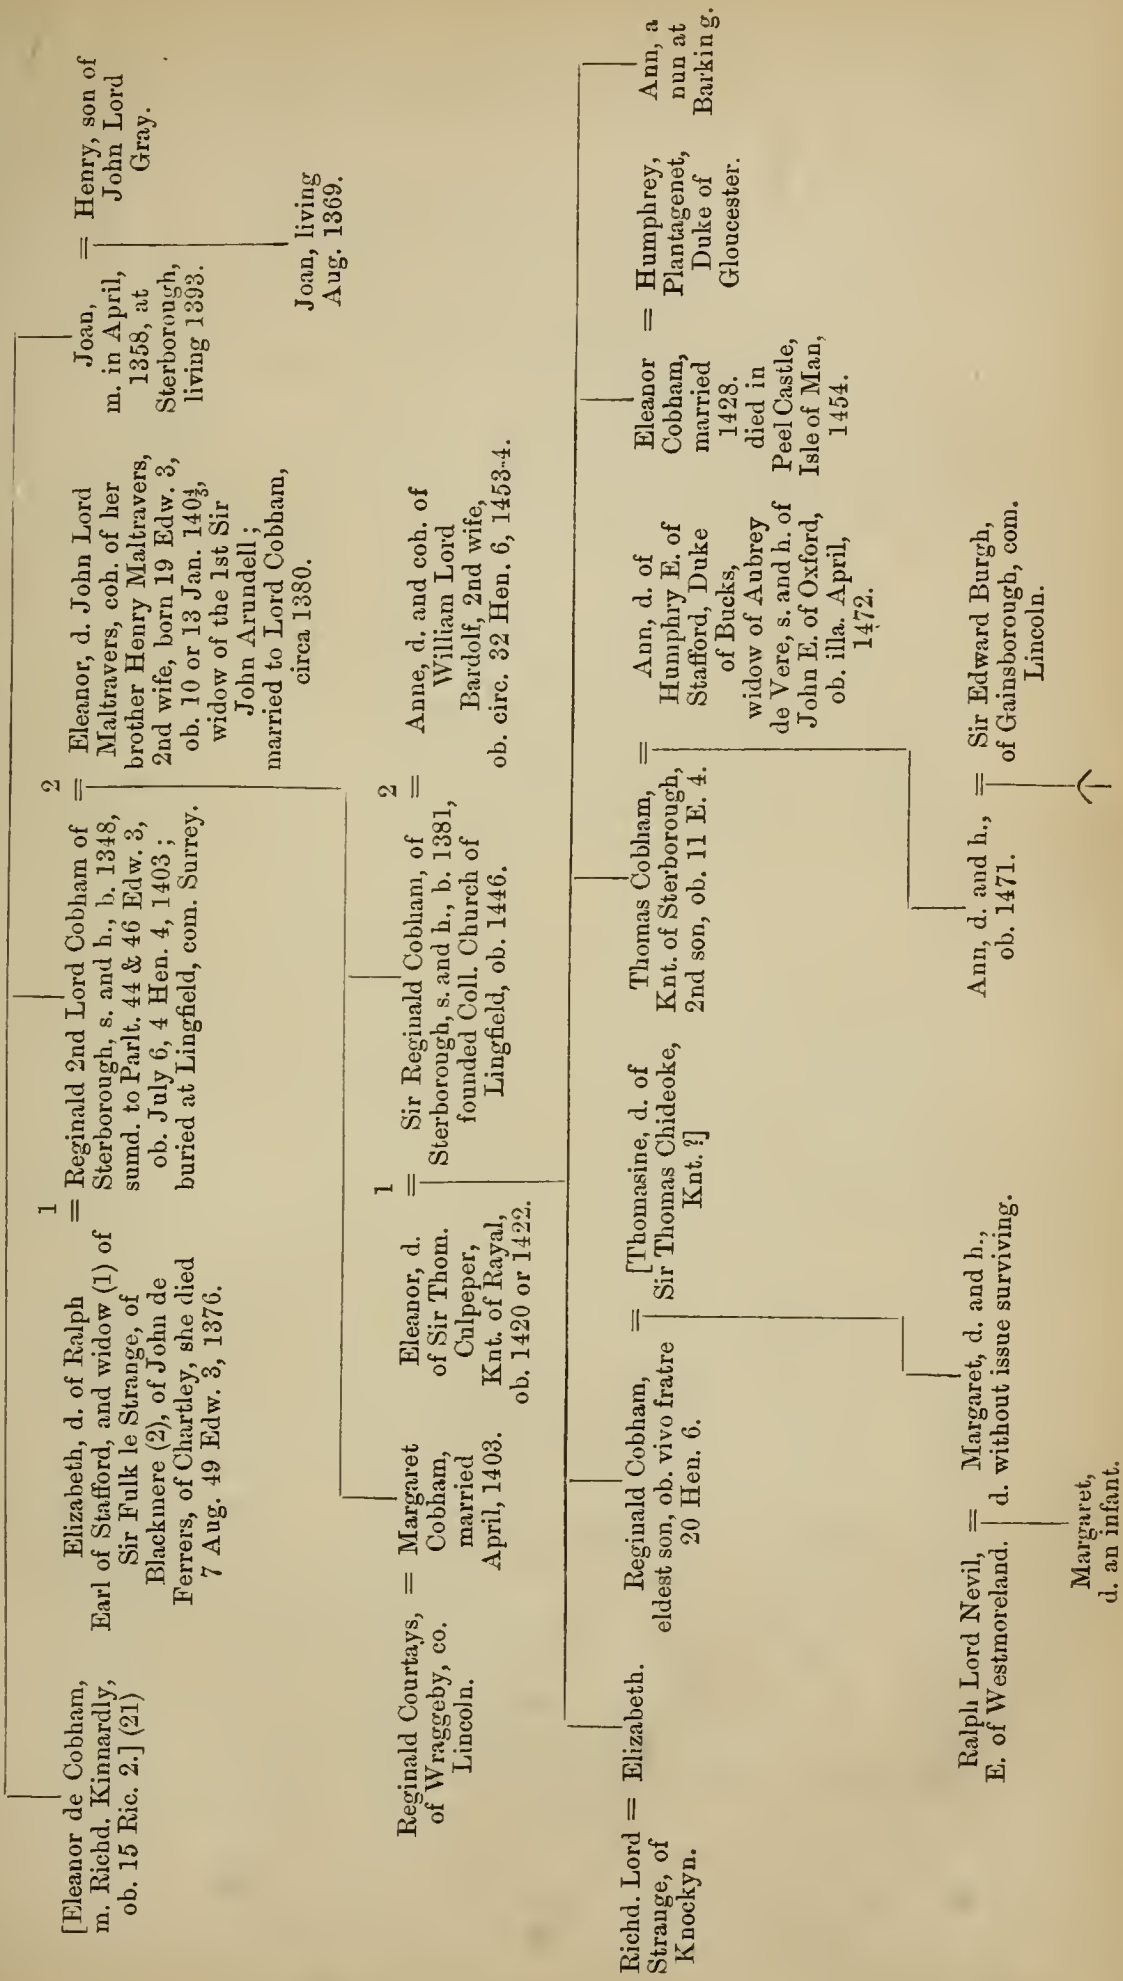 [Eleanor de Cobham,
m. Richd. Kinnardly,
ob. 15 Ric. 2.] (21)
Elizabeth, d. of Ralph
Earl of Stafford, and widow (1) of
Sir Fulk le Strange, of
Blackmere (2), of John de
Ferrers, of Chartley, she died
7 Aug. 49 Edw. 3, 1376.
1
=
Reginald 2nd Lord Cobham of
Sterborough, s. and h., b. 1348,
sumd. to Parlt. 44 & 46 Edw. 3,
ob. July 6, 4 Hen. 4, 1403;
buried at Lingfield, com. Surrey.
2
=
Eleanor, d. John Lord
Maltravers, coh. of her
brother Henry Maltravers,
2nd wife, born 19 Edw. 3,
ob. 10 or 13 Jan. 140⅘,
widow of the 1st Sir
John Arundell;
married to Lord Cobham,
circa 1380.
Joan,
m. in April,
1358, at
Sterborough,
living 1393.
=
Henry, son of
John Lord
Gray.
Joan, living
Aug. 1369.
Reginald Courtays,
of Wraggeby, co.
Lincoln.
=
Margaret
Cobham,
married
April, 1403.
Eleanor, d.
of Sir Thom.
Culpeper,
Knt. of Rayal,
ob. 1420 or 1422.
1
=
Sir Reginald Cobham, of
Sterborough, s. and h., b. 1381,
founded Coll. Church of
Lingfield, ob. 1446.
2
=
Anne, d. and coh. of
William Lord
Bardolf, 2nd wife,
ob. circ. 32 Hen. 6, 1453-4.
Richd. Lord
Strange, of
Knockyn.
=
Elizabeth.
Reginald Cobham,
eldest son, ob. vivo fratre
20 Hen. 6.
=
[Thomasine, d. of
Sir Thomas Chideoke,
Knt. ?]
Thomas Cobham,
Knt. of Sterborough,
2nd son, ob. 11 E. 4.
=
Ann, d. of
Humphry E. of
Stafford, Duke
of Bucks,
widow of Aubrey
de Vere, s. and h. of
John E. of Oxford,
ob. illa. April,
1472.
Eleanor
Cobham,
married
1428.
died in
Peel Castle,
Isle of Man,
1454.
=
Humphrey,
Plantagenet,
Duke of
Gloucester.
Ann, a
nun at
Barking.
Ralph Lord Nevil,
E. of Westmoreland.
=
Margaret, d. and h.,
d. without issue surviving.
Ann, d. and h.,
ob. 1471.
=
Sir Edward Burgh,
of Gainsborough, com.
Lincoln.
Margaret,
d. an infant.